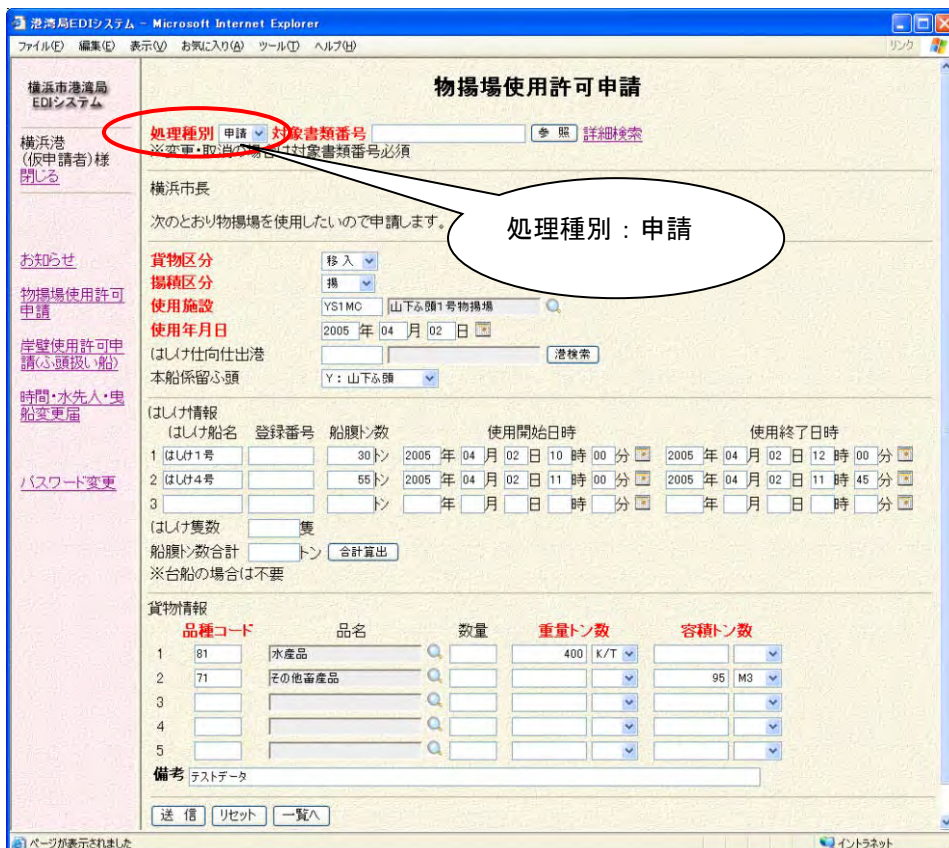 港湾局EDIシステム - Microsoft Internet Explorer
ファイル(F) 編集(E) 表示(V) お気に入り(A) ツール(T) ヘルプ(H) リンク
横浜市港湾局
EDIシステム
横浜港
(仮申請者)様
閉じる
お知らせ
物揚場使用許可
申請
岸壁使用許可申
請(ふ頭扱い船)
時間・水先人・曳
船変更届
パスワード変更
物揚場使用許可申請
処理種別 申請 対象書類番号 参 照 詳細検索
※変更・取消の場合は対象書類番号必須
処理種別：申請
横浜市長
次のとおり物揚場を使用したいので申請します。
貨物区分 移入
揚積区分 揚
使用施設 YS1MC 山下ふ頭1号物揚場
使用年月日 2005 年 04 月 02 日
はしけ仕向仕出港 港検索
本船係留ふ頭 Y：山下ふ頭
はしけ情報
はしけ船名 登録番号 船腹トン数 使用開始日時 使用終了日時
1 はしけ1号 30 トン 2005 年 04 月 02 日 10 時 00 分 2005 年 04 月 02 日 12 時 00 分
2 はしけ4号 55 トン 2005 年 04 月 02 日 11 時 00 分 2005 年 04 月 02 日 11 時 45 分
3 トン 年 月 日 時 分 年 月 日 時 分
はしけ隻数 隻
船腹トン数合計 トン 合計算出
※台船の場合は不要
貨物情報
品種コード 品名 数量 重量トン数 容積トン数
1 81 水産品 400 K/T
2 71 その他畜産品 95 M3
3
4
5
備考 テストデータ
送 信 リセット 一覧へ
ページが表示されました イントラネット